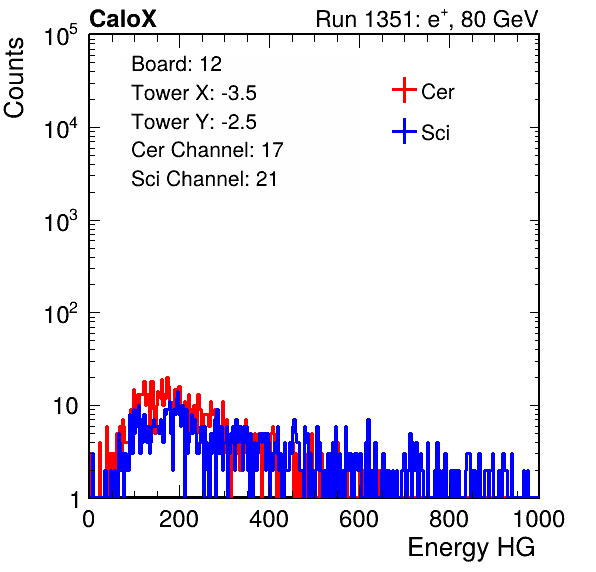 CaloX Run 1351: e⁺, 80 GeV
Counts
10⁵
10⁴
10³
10²
10
1
Board: 12
Tower X: -3.5
Tower Y: -2.5
Cer Channel: 17
Sci Channel: 21
Cer
Sci
0 200 400 600 800 1000
Energy HG